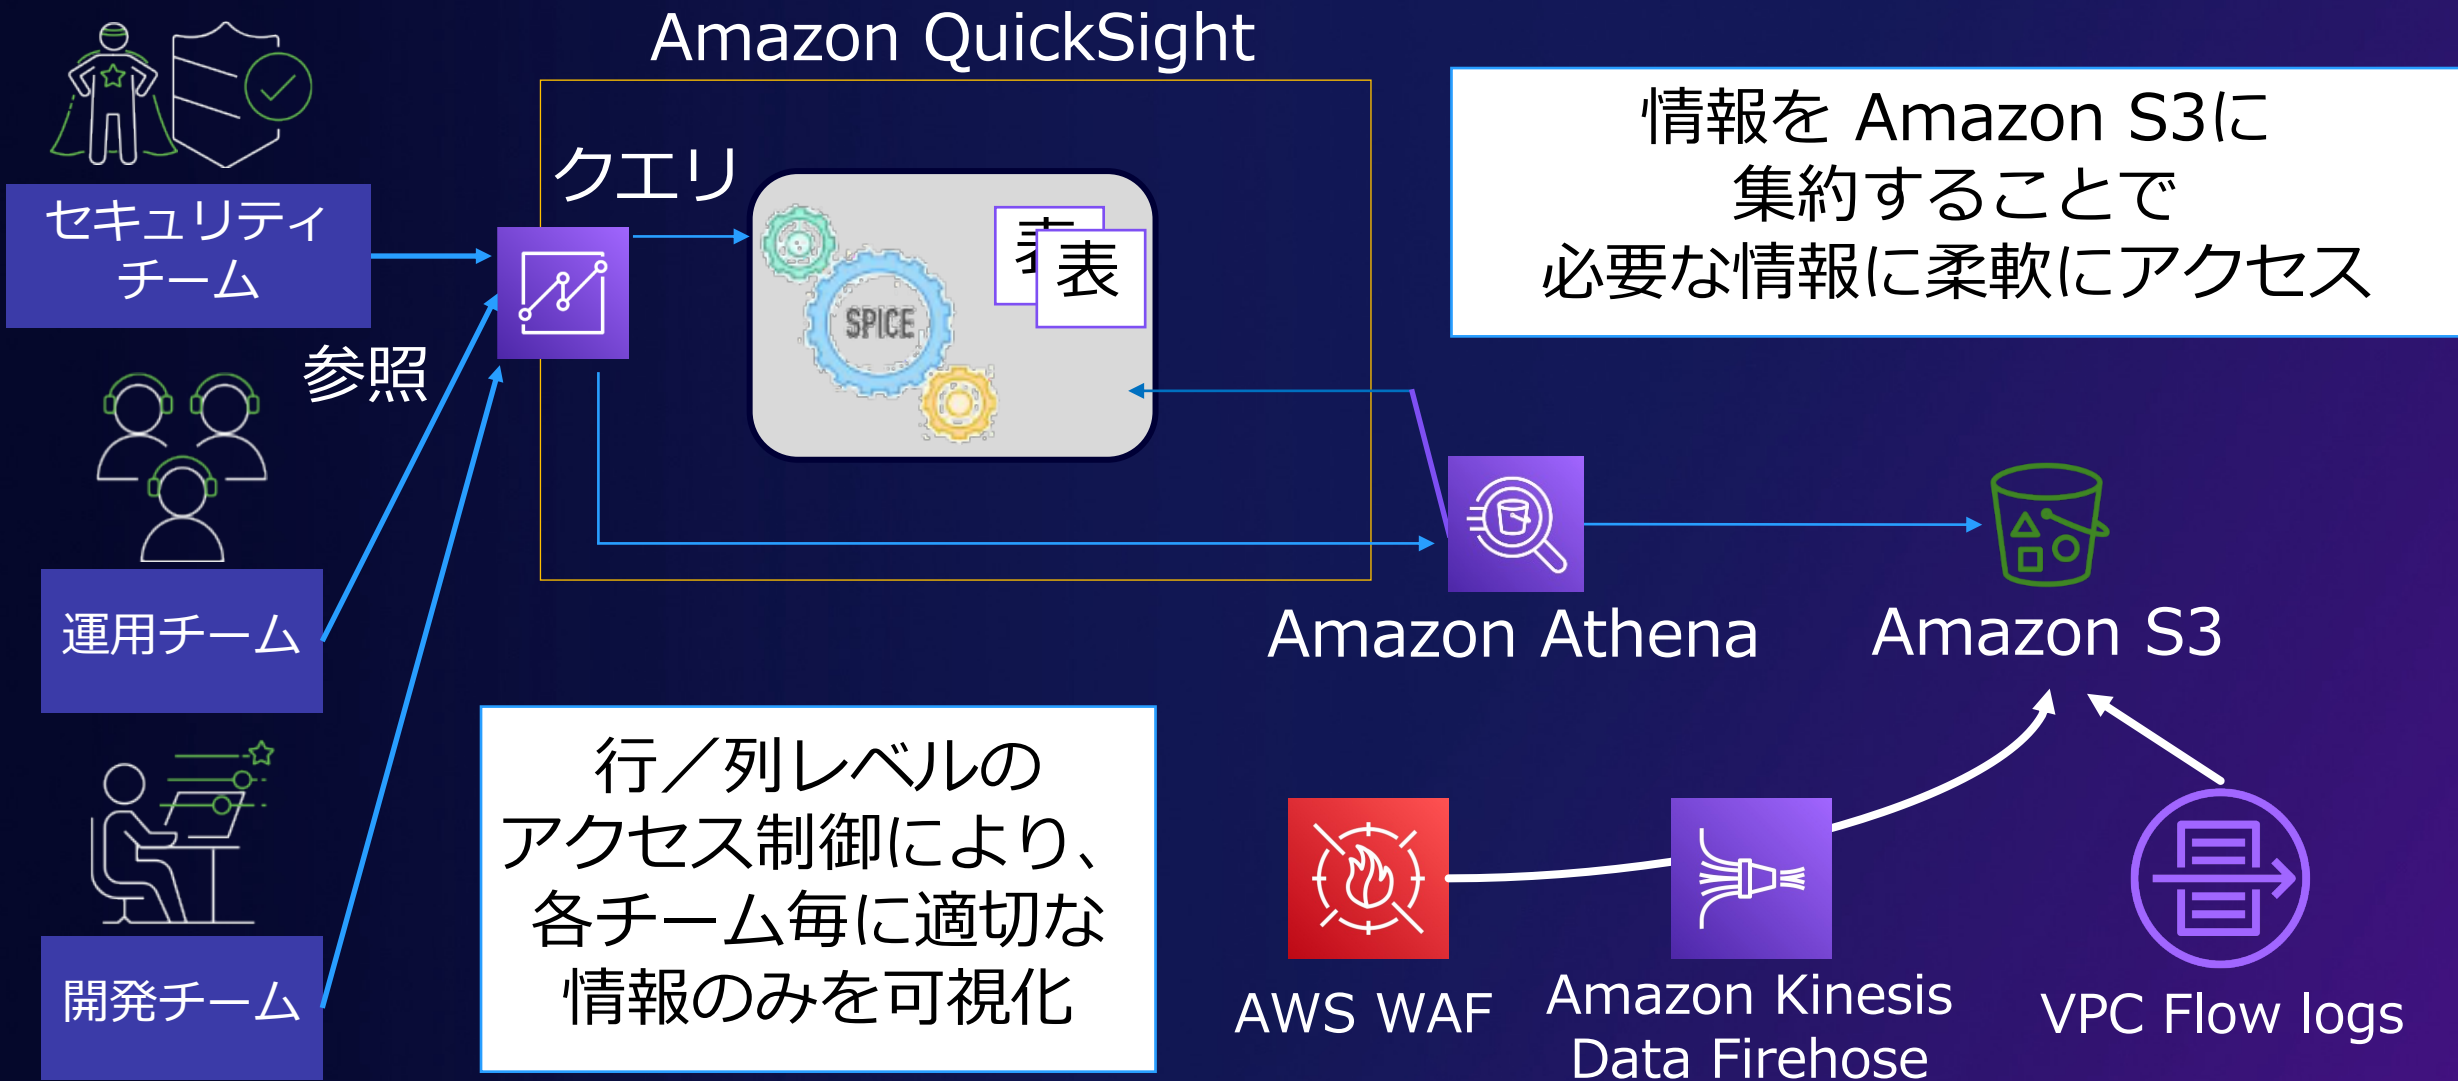 Amazon QuickSight
セキュリティ
チーム
クエリ
表
表
SPICE
情報を Amazon S3に
集約することで
必要な情報に柔軟にアクセス
参照
運用チーム
Amazon Athena
Amazon S3
行／列レベルの
アクセス制御により、
各チーム毎に適切な
情報のみを可視化
開発チーム
AWS WAF
Amazon Kinesis
Data Firehose
VPC Flow logs